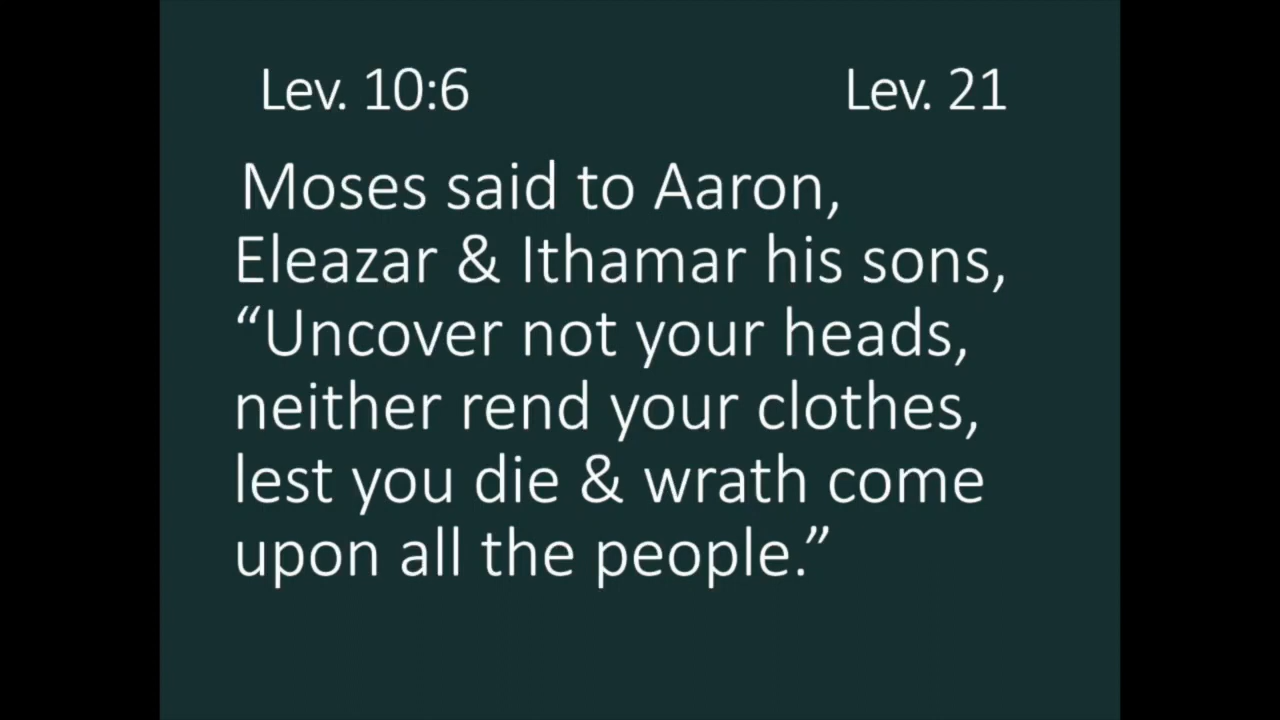 Lev. 10:6 Lev. 21
Moses said to Aaron,
Eleazar & Ithamar his sons,
“Uncover not your heads,
neither rend your clothes,
lest you die & wrath come
upon all the people.”